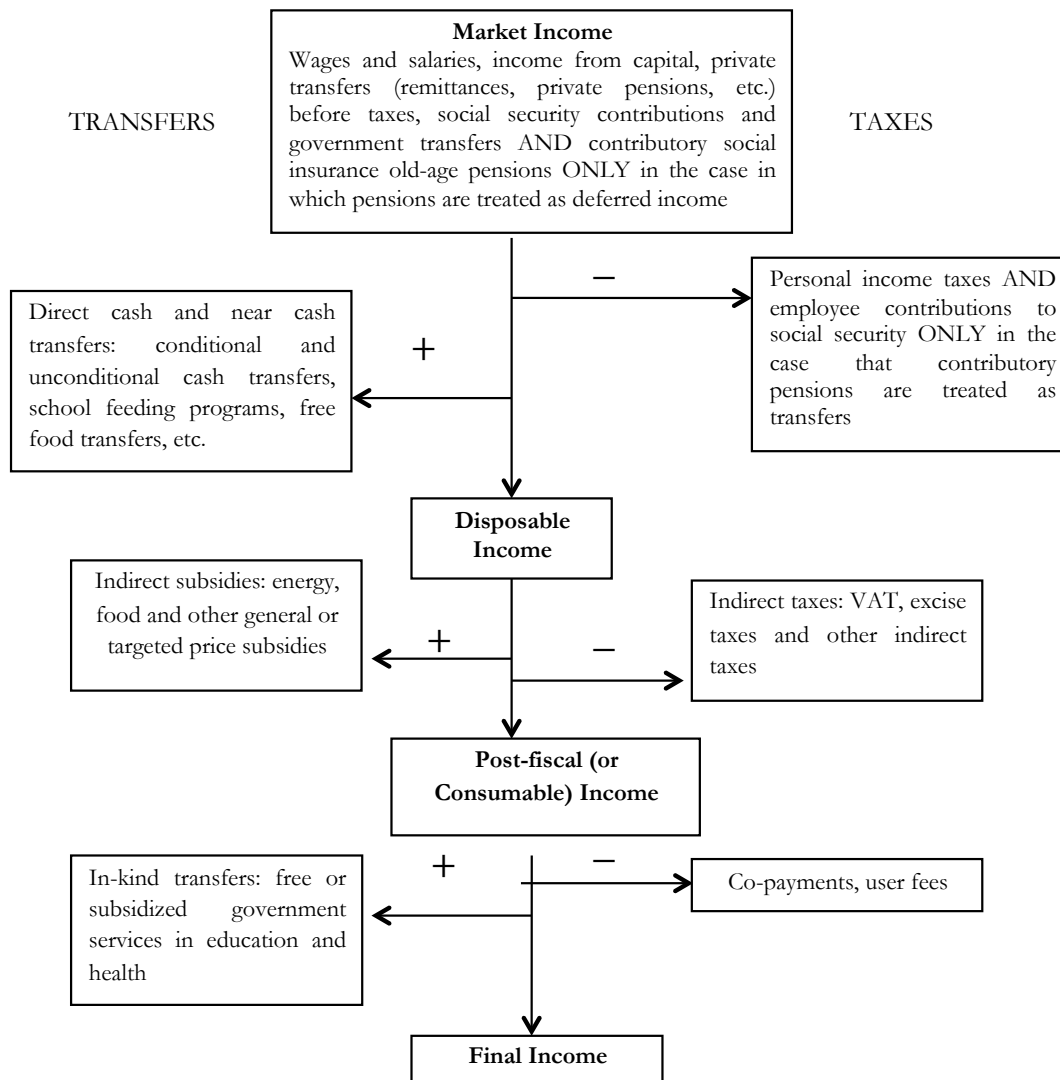 Market Income
Wages and salaries, income from capital, private
transfers (remittances, private pensions, etc.)
before taxes, social security contributions and
government transfers AND contributory social
insurance old-age pensions ONLY in the case in
which pensions are treated as deferred income
TRANSFERS
TAXES
−
Personal income taxes AND
employee contributions to
social security ONLY in the
case that contributory
pensions are treated as
transfers
Direct cash and near cash
transfers: conditional and
unconditional cash transfers,
school feeding programs, free
food transfers, etc.
+
Disposable
Income
Indirect subsidies: energy,
food and other general or
targeted price subsidies
+
−
Indirect taxes: VAT, excise
taxes and other indirect
taxes
Post-fiscal (or
Consumable) Income
+
−
In-kind transfers: free or
subsidized government
services in education and
health
Co-payments, user fees
Final Income